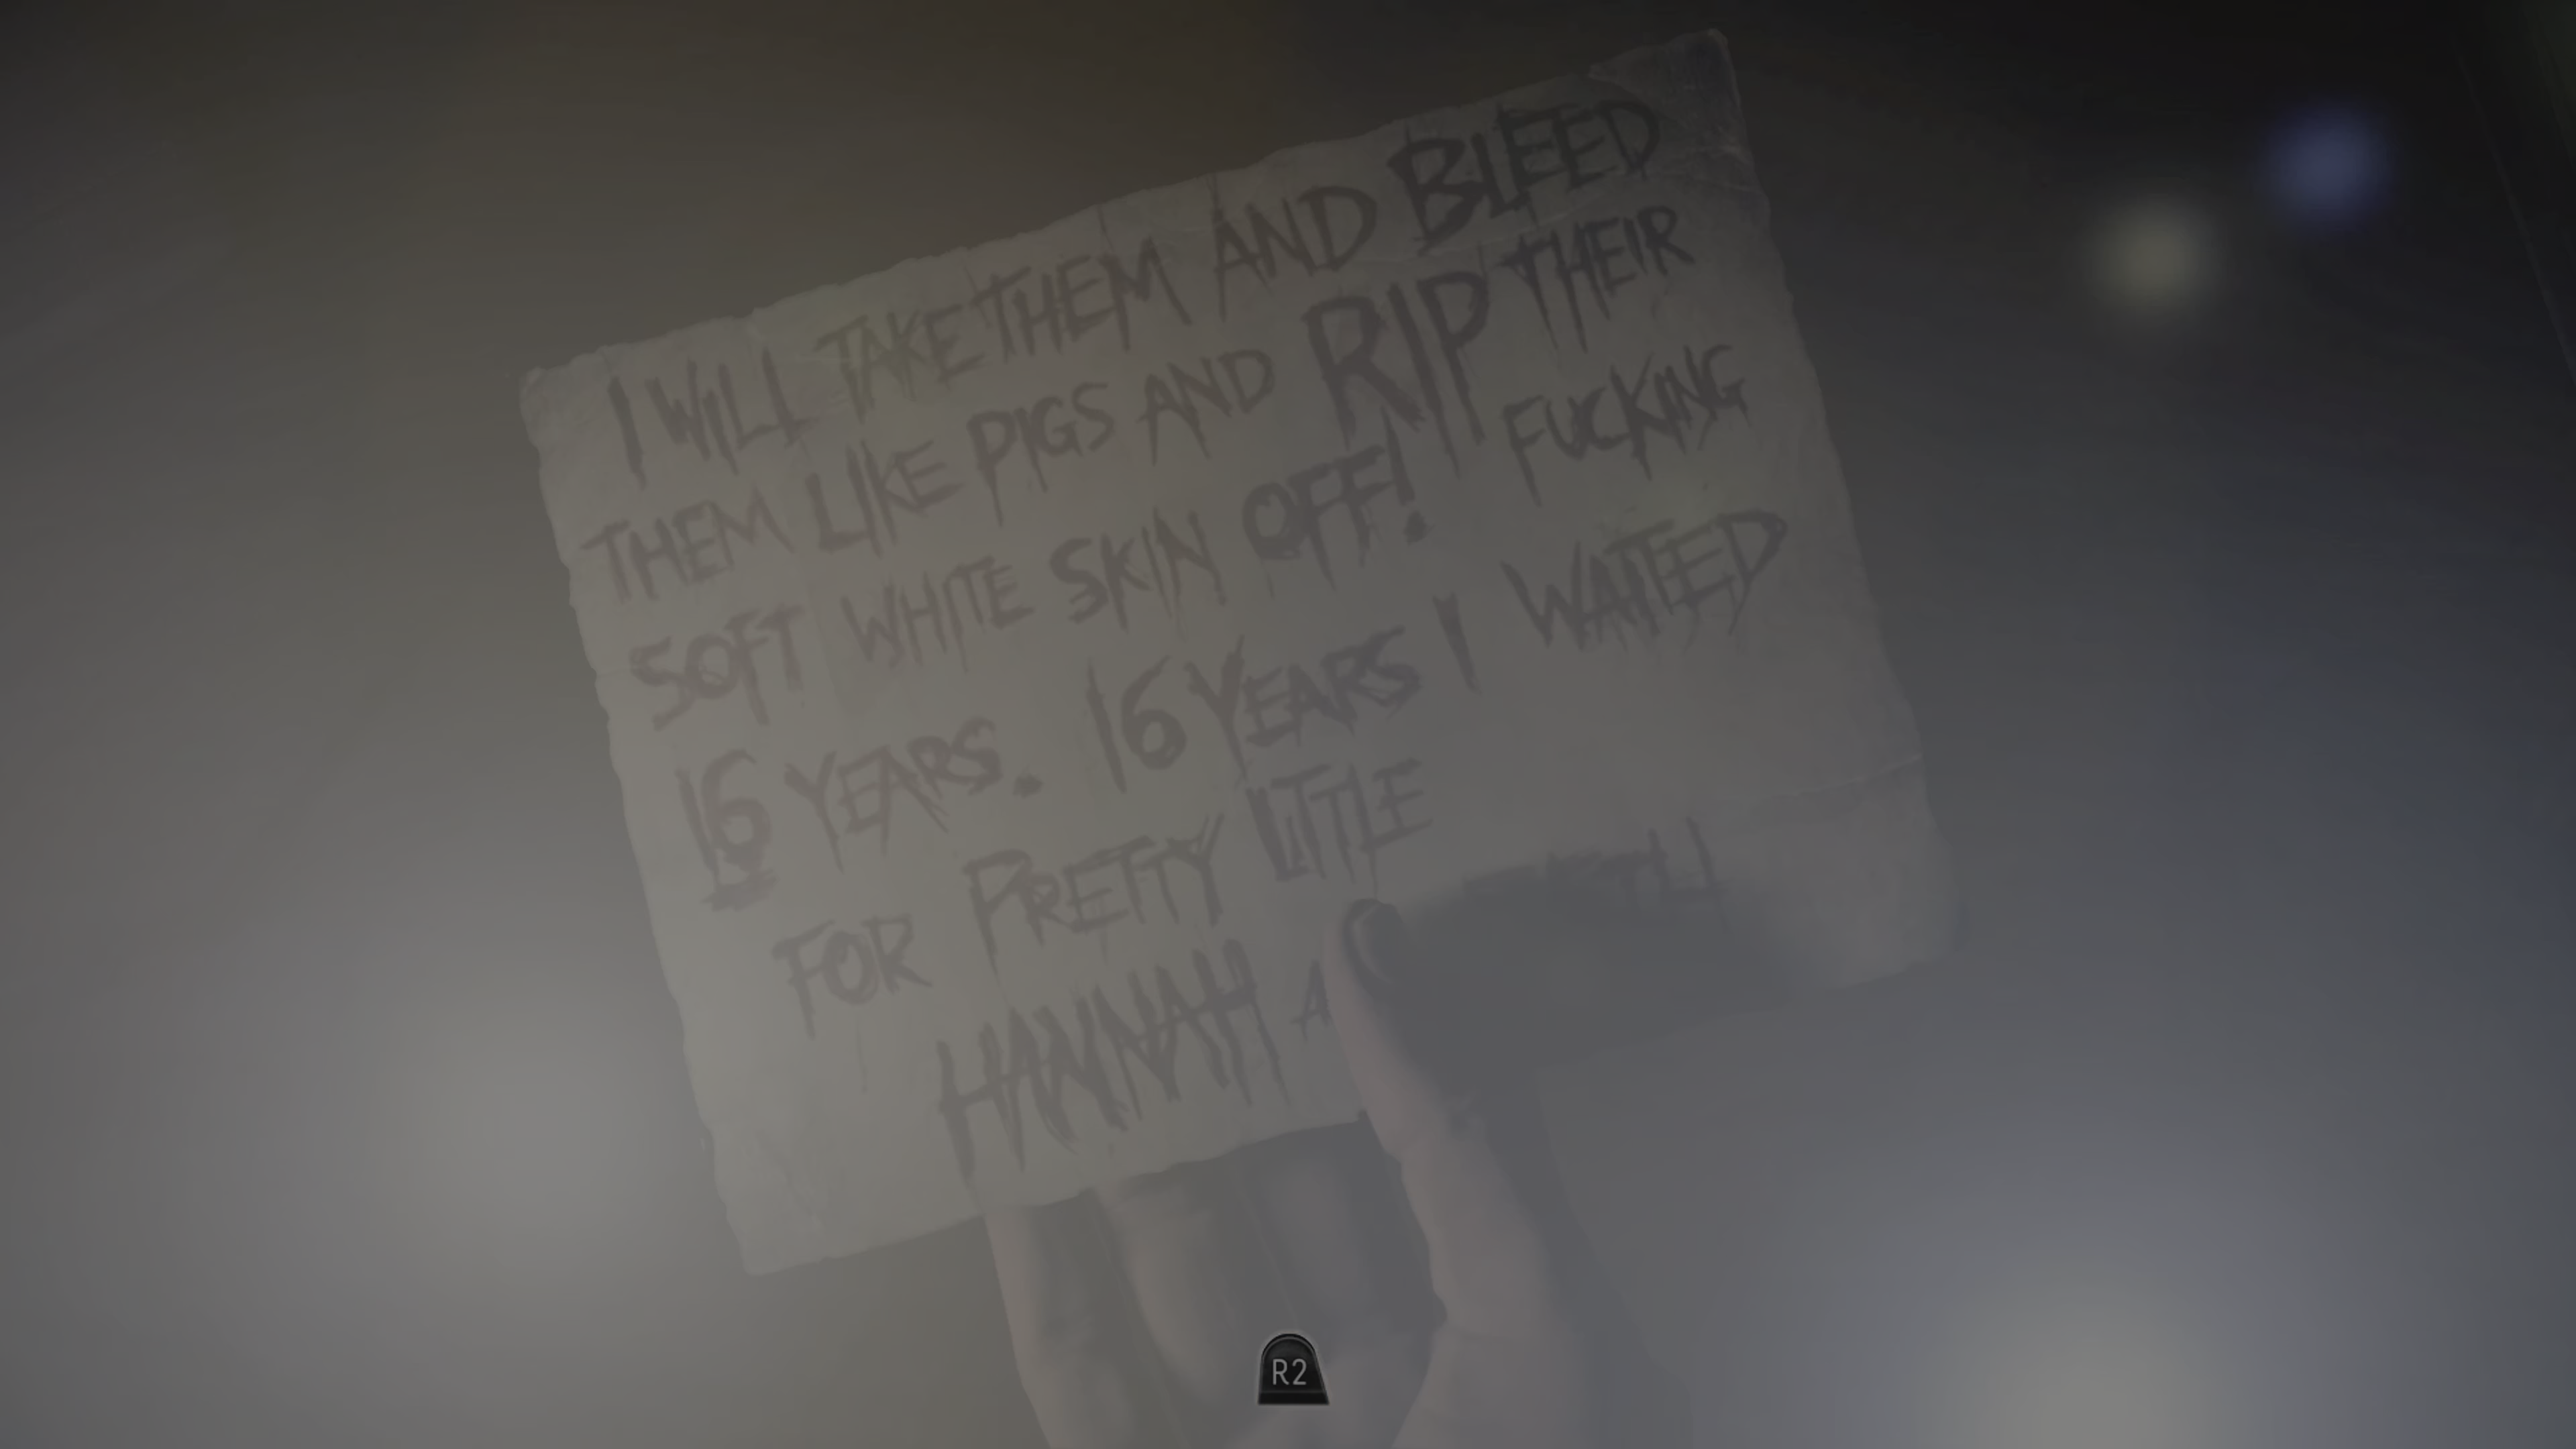 I WILL TAKE THEM AND BLEED
THEM LIKE PIGS AND RIP THEIR
SOFT WHITE SKIN OFF! FUCKING
16 YEARS. 16 YEARS I WAITED
FOR PRETTY LITTLE
HANNAH
R2